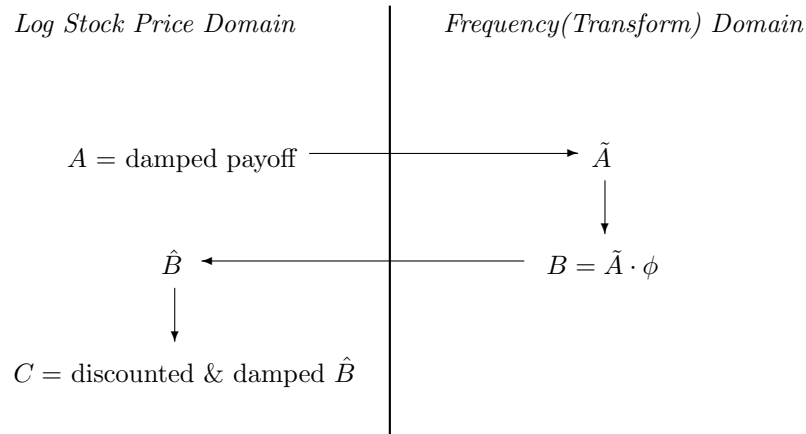 Log Stock Price Domain Frequency(Transform) Domain
A = damped payoff Ã
B̂ B = Ã · ϕ
C = discounted & damped B̂